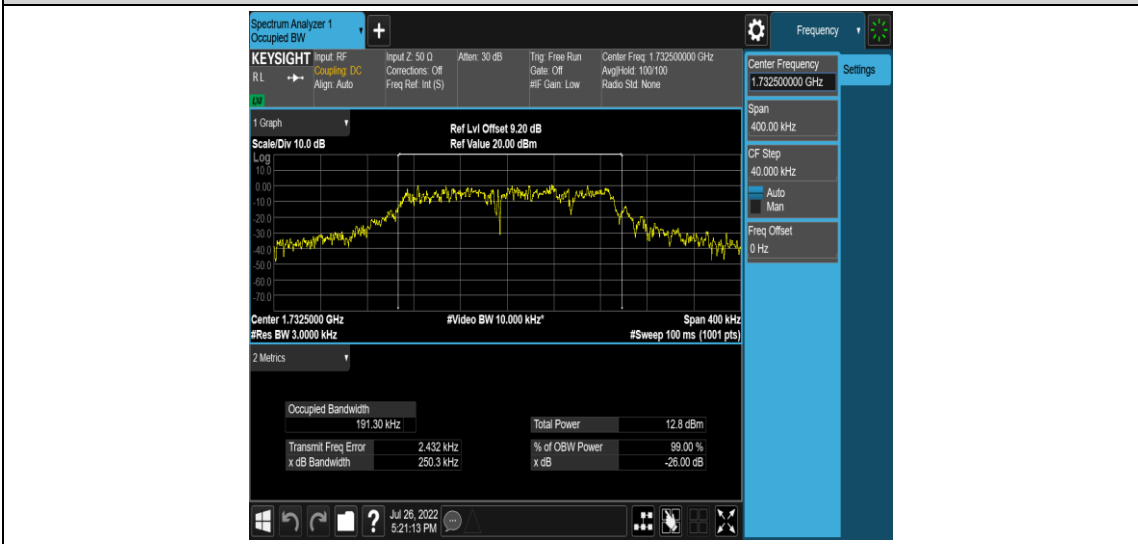 Spectrum Analyzer 1
Occupied BW
+
Frequency
KEYSIGHT
RL
LXI
Input: RF
Coupling: DC
Align: Auto
Input Z: 50 Ω
Corrections: Off
Freq Ref: Int (S)
Atten: 30 dB
Trig: Free Run
Gate: Off
#IF Gain: Low
Center Freq: 1.732500000 GHz
Avg|Hold: 100/100
Radio Std: None
Center Frequency
1.732500000 GHz
Settings
Span
400.00 kHz
CF Step
40.000 kHz
Auto
Man
Freq Offset
0 Hz
1 Graph
Scale/Div 10.0 dB
Ref Lvl Offset 9.20 dB
Ref Value 20.00 dBm
Log
10.0
0.00
-10.0
-20.0
-30.0
-40.0
-50.0
-60.0
-70.0
Center 1.7325000 GHz
#Video BW 10.000 kHz*
Span 400 kHz
#Res BW 3.0000 kHz
#Sweep 100 ms (1001 pts)
2 Metrics
Occupied Bandwidth
191.30 kHz
Total Power 12.8 dBm
Transmit Freq Error 2.432 kHz
% of OBW Power 99.00 %
x dB Bandwidth 250.3 kHz
x dB -26.00 dB
?
Jul 26, 2022
5:21:13 PM